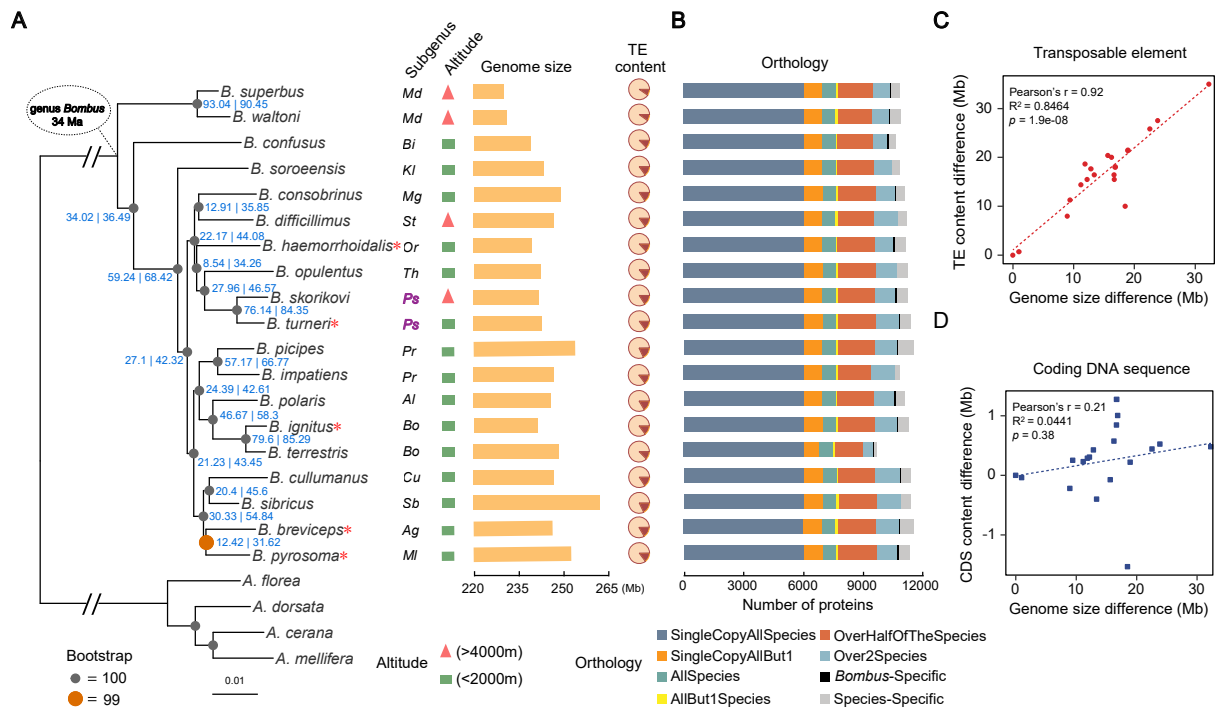 A
Subgenus
Altitude
Genome size
TE
content
genus Bombus
34 Ma
B. superbus
Md
93.04 | 90.45
B. waltoni
Md
B. confusus
Bi
B. soroeensis
Kl
B. consobrinus
Mg
12.91 | 35.85
34.02 | 36.49
B. difficillimus
St
22.17 | 44.08
B. haemorrhoidalis*
Or
8.54 | 34.26
59.24 | 68.42
B. opulentus
Th
27.96 | 46.57
B. skorikovi
Ps
76.14 | 84.35
B. turneri*
Ps
27.1 | 42.32
B. picipes
Pr
57.17 | 66.77
B. impatiens
Pr
24.39 | 42.61
B. polaris
Al
46.67 | 58.3
B. ignitus*
Bo
79.6 | 85.29
B. terrestris
Bo
21.23 | 43.45
B. cullumanus
Cu
20.4 | 45.6
B. sibricus
Sb
30.33 | 54.84
B. breviceps*
Ag
12.42 | 31.62
B. pyrosoma*
Ml
A. florea
A. dorsata
A. cerana
A. mellifera
220 235 250 265 (Mb)
Bootstrap
= 100
= 99
0.01
Altitude
(>4000m)
(<2000m)
B
Orthology
0 3000 6000 9000 12000
Number of proteins
Orthology
SingleCopyAllSpecies
SingleCopyAllBut1
AllSpecies
AllBut1Species
OverHalfOfTheSpecies
Over2Species
Bombus-Specific
Species-Specific
C
Transposable element
Pearson's r = 0.92
R² = 0.8464
p = 1.9e-08
TE content difference (Mb)
30
20
10
0
0 10 20 30
Genome size difference (Mb)
D
Coding DNA sequence
Pearson's r = 0.21
R² = 0.0441
p = 0.38
CDS content difference (Mb)
1
0
-1
0 10 20 30
Genome size difference (Mb)